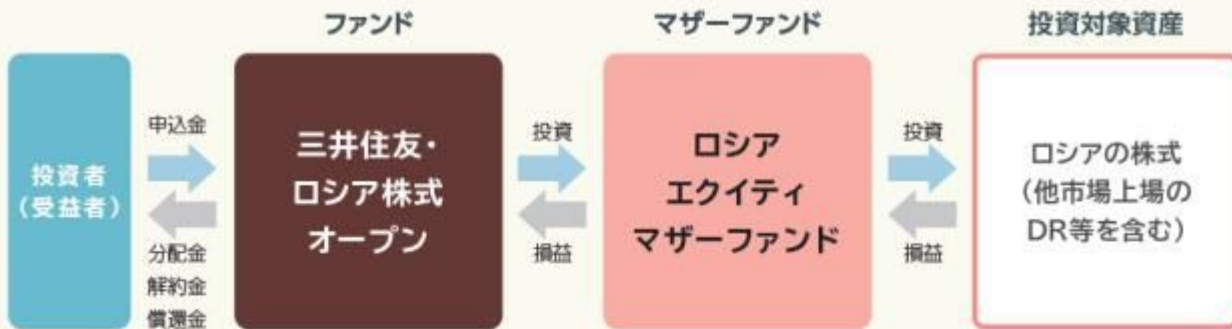 ファンド
マザーファンド
投資対象資産
投資者
（受益者）
申込金
分配金
解約金
償還金
三井住友・
ロシア株式
オープン
投資
損益
ロシア
エクイティ
マザーファンド
投資
損益
ロシアの株式
（他市場上場の
DR等を含む）